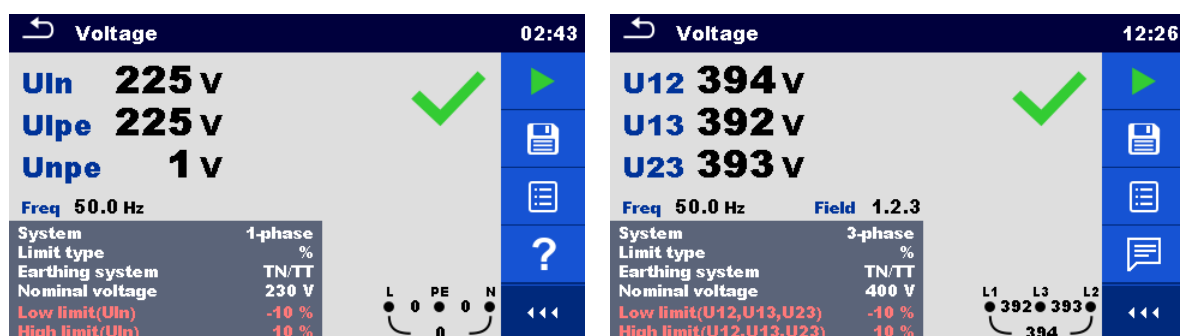 Voltage 02:43
Uln 225 V
Ulpe 225 V
Unpe 1 V
Freq 50.0 Hz
System 1-phase
Limit type %
Earthing system TN/TT
Nominal voltage 230 V
Low limit(Uln) -10 %
High limit(Uln) 10 %
?
L PE N
0 0
0
Voltage 12:26
U12 394 V
U13 392 V
U23 393 V
Freq 50.0 Hz Field 1.2.3
System 3-phase
Limit type %
Earthing system TN/TT
Nominal voltage 400 V
Low limit(U12,U13,U23) -10 %
High limit(U12,U13,U23) 10 %
L1 L3 L2
392 393
394